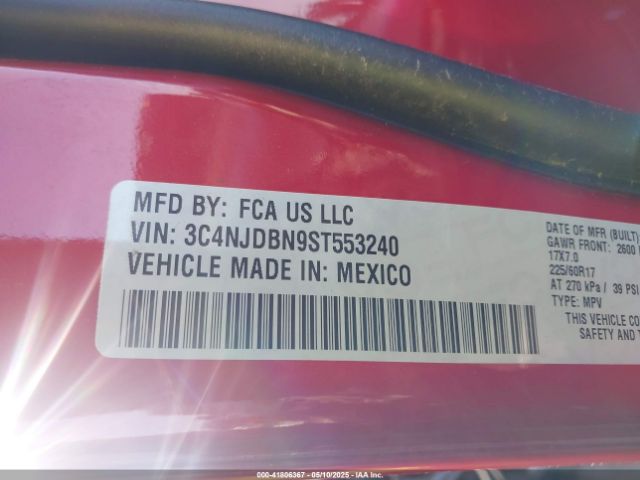 MFD BY: FCA US LLC
VIN: 3C4NJDBN9ST553240
VEHICLE MADE IN: MEXICO
DATE OF MFR (BUILT)
GAWR FRONT: 2600
17X7.0
225/60R17
AT 270 kPa / 39 PSI
TYPE: MPV
THIS VEHICLE CO
SAFETY AND T
00-41806367 - 05/10/2025 - IAA Inc.